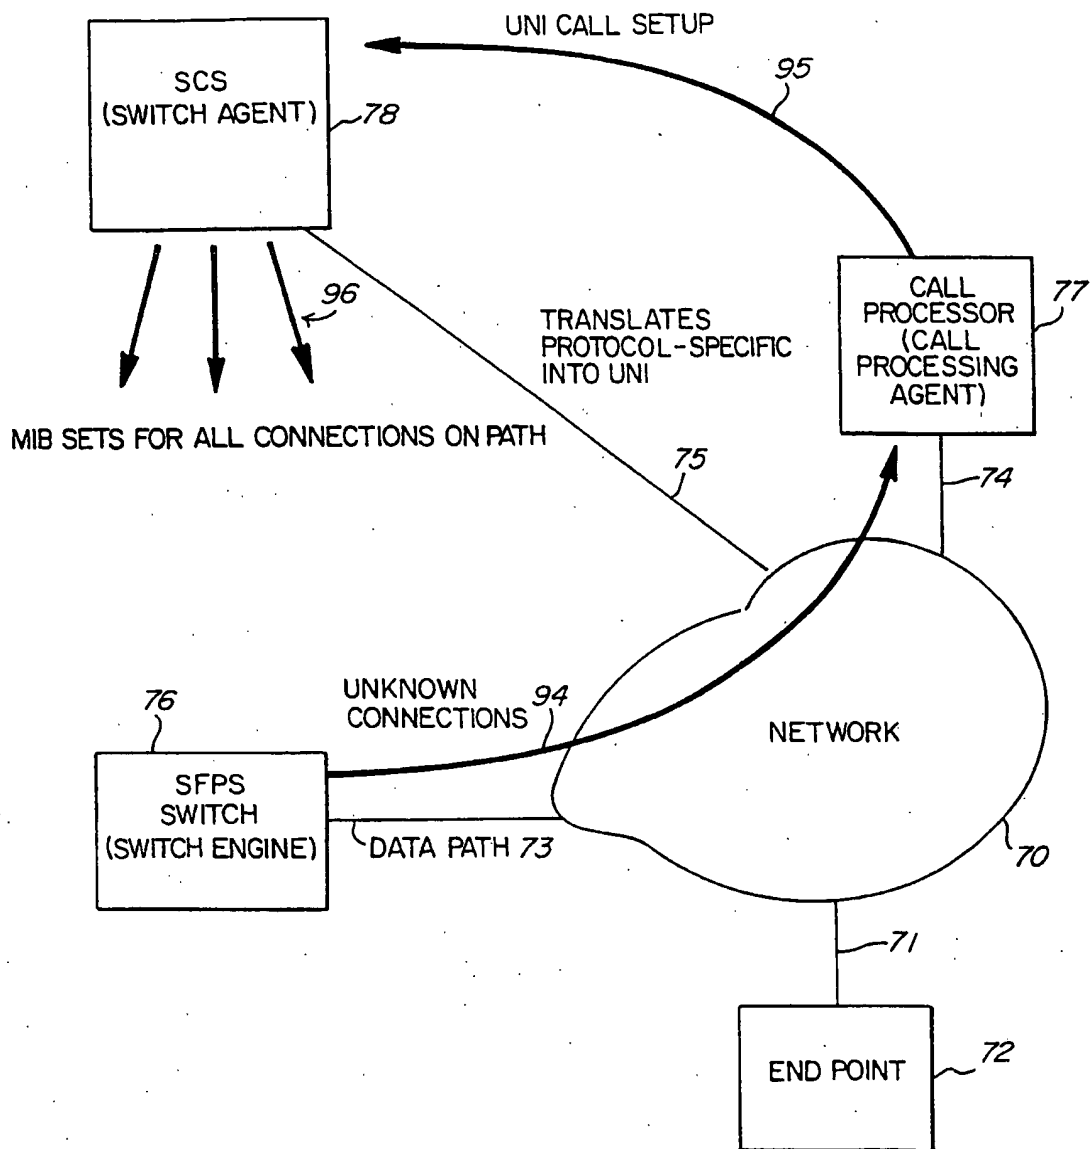 UNI CALL SETUP
95
SCS
(SWITCH AGENT)
78
96
MIB SETS FOR ALL CONNECTIONS ON PATH
TRANSLATES
PROTOCOL-SPECIFIC
INTO UNI
CALL
PROCESSOR
(CALL
PROCESSING
AGENT)
77
75
74
UNKNOWN
CONNECTIONS
94
76
SFPS
SWITCH
(SWITCH ENGINE)
DATA PATH 73
NETWORK
70
71
END POINT
72